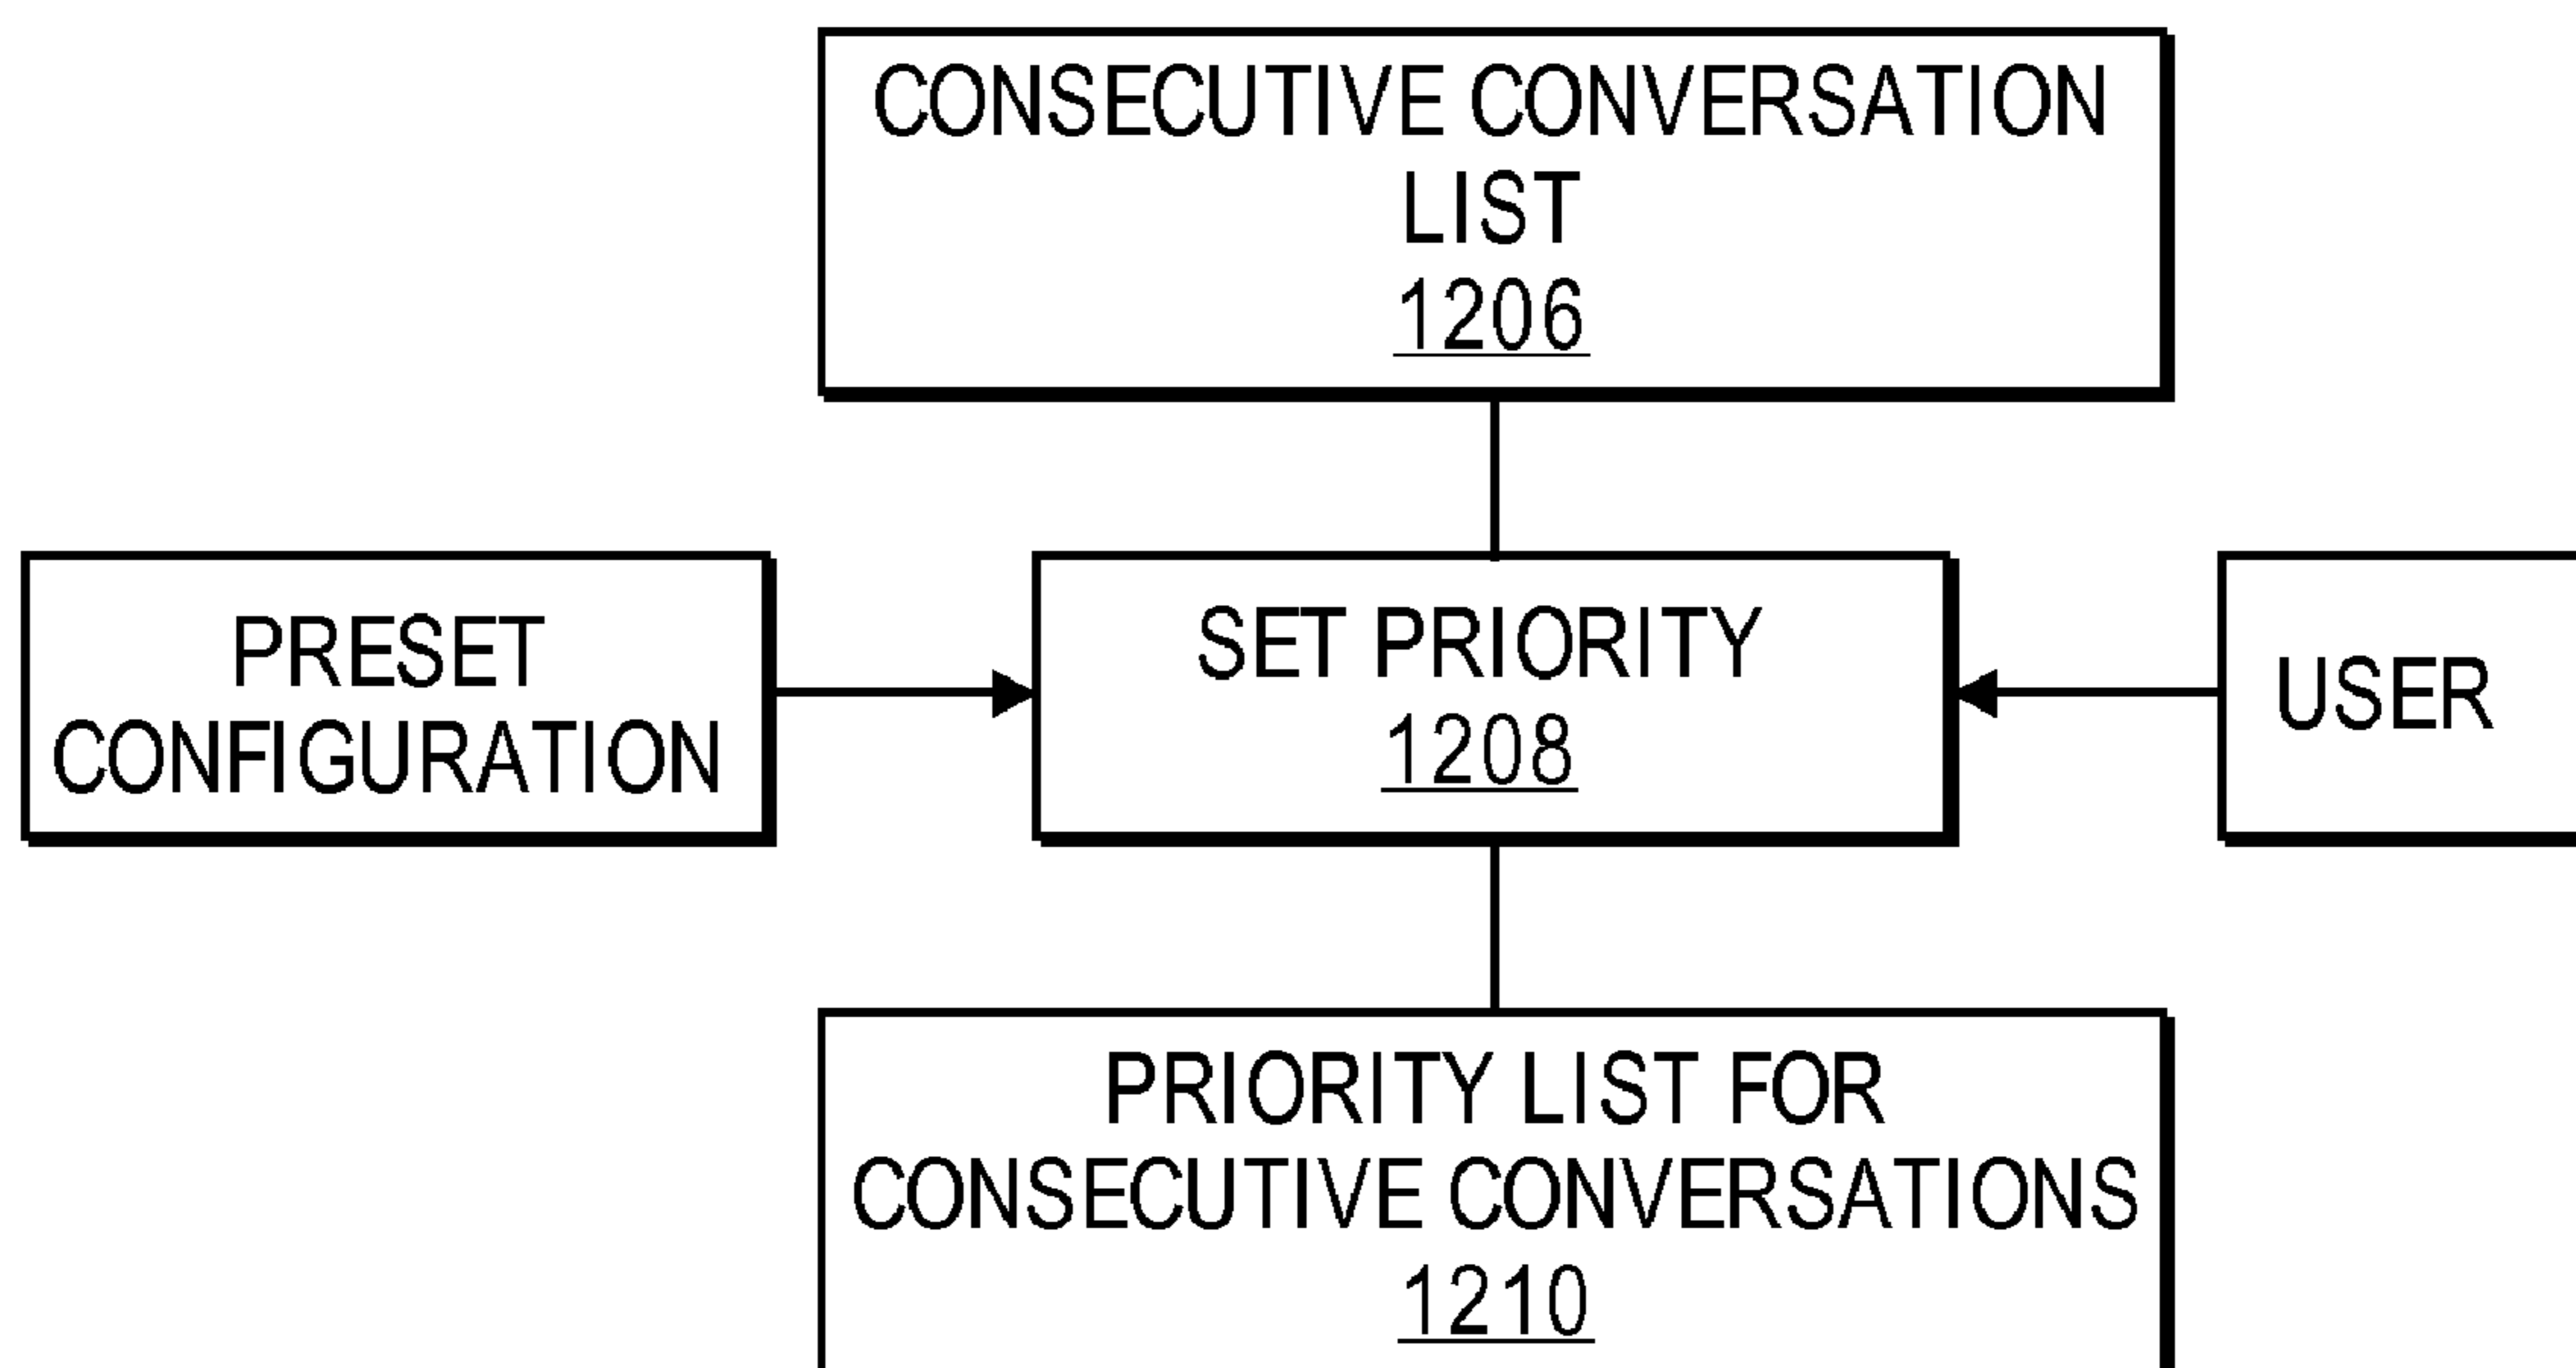 CONSECUTIVE CONVERSATION
LIST
1206
PRESET
CONFIGURATION
SET PRIORITY
1208
USER
PRIORITY LIST FOR
CONSECUTIVE CONVERSATIONS
1210